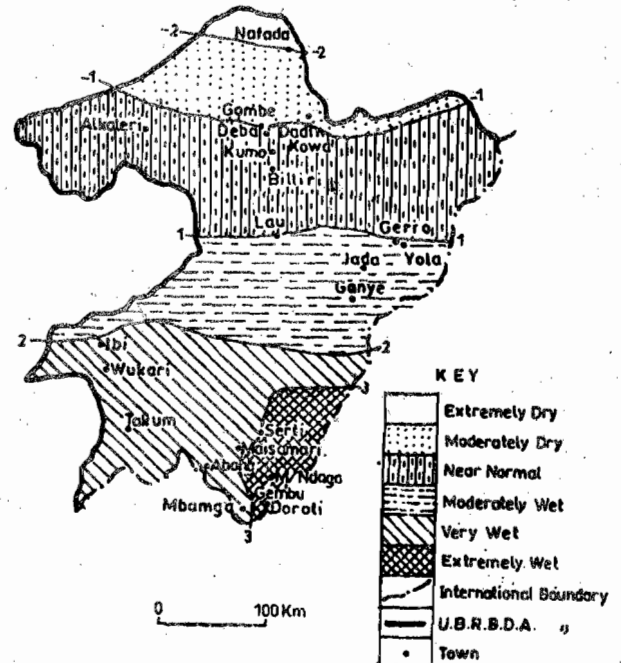 -2
Nafada
-2
-1
-1
Gombe
Alkaleri
Deba
Dadin
Kowa
Kumo
Billiri
1
Lau
Gerro
1
Yola
Jada
Ganye
2
Ibi
2
Wukari
3
KEY
Extremely Dry
Takum
Serti
Moderately Dry
Maisamari
Near Normal
M/Ndaga
Moderately Wet
Gembu
Mbamga
Doroti
Very Wet
3
Extremely Wet
International Boundary
0 100 Km
U.B.R.B.D.A. "
Town